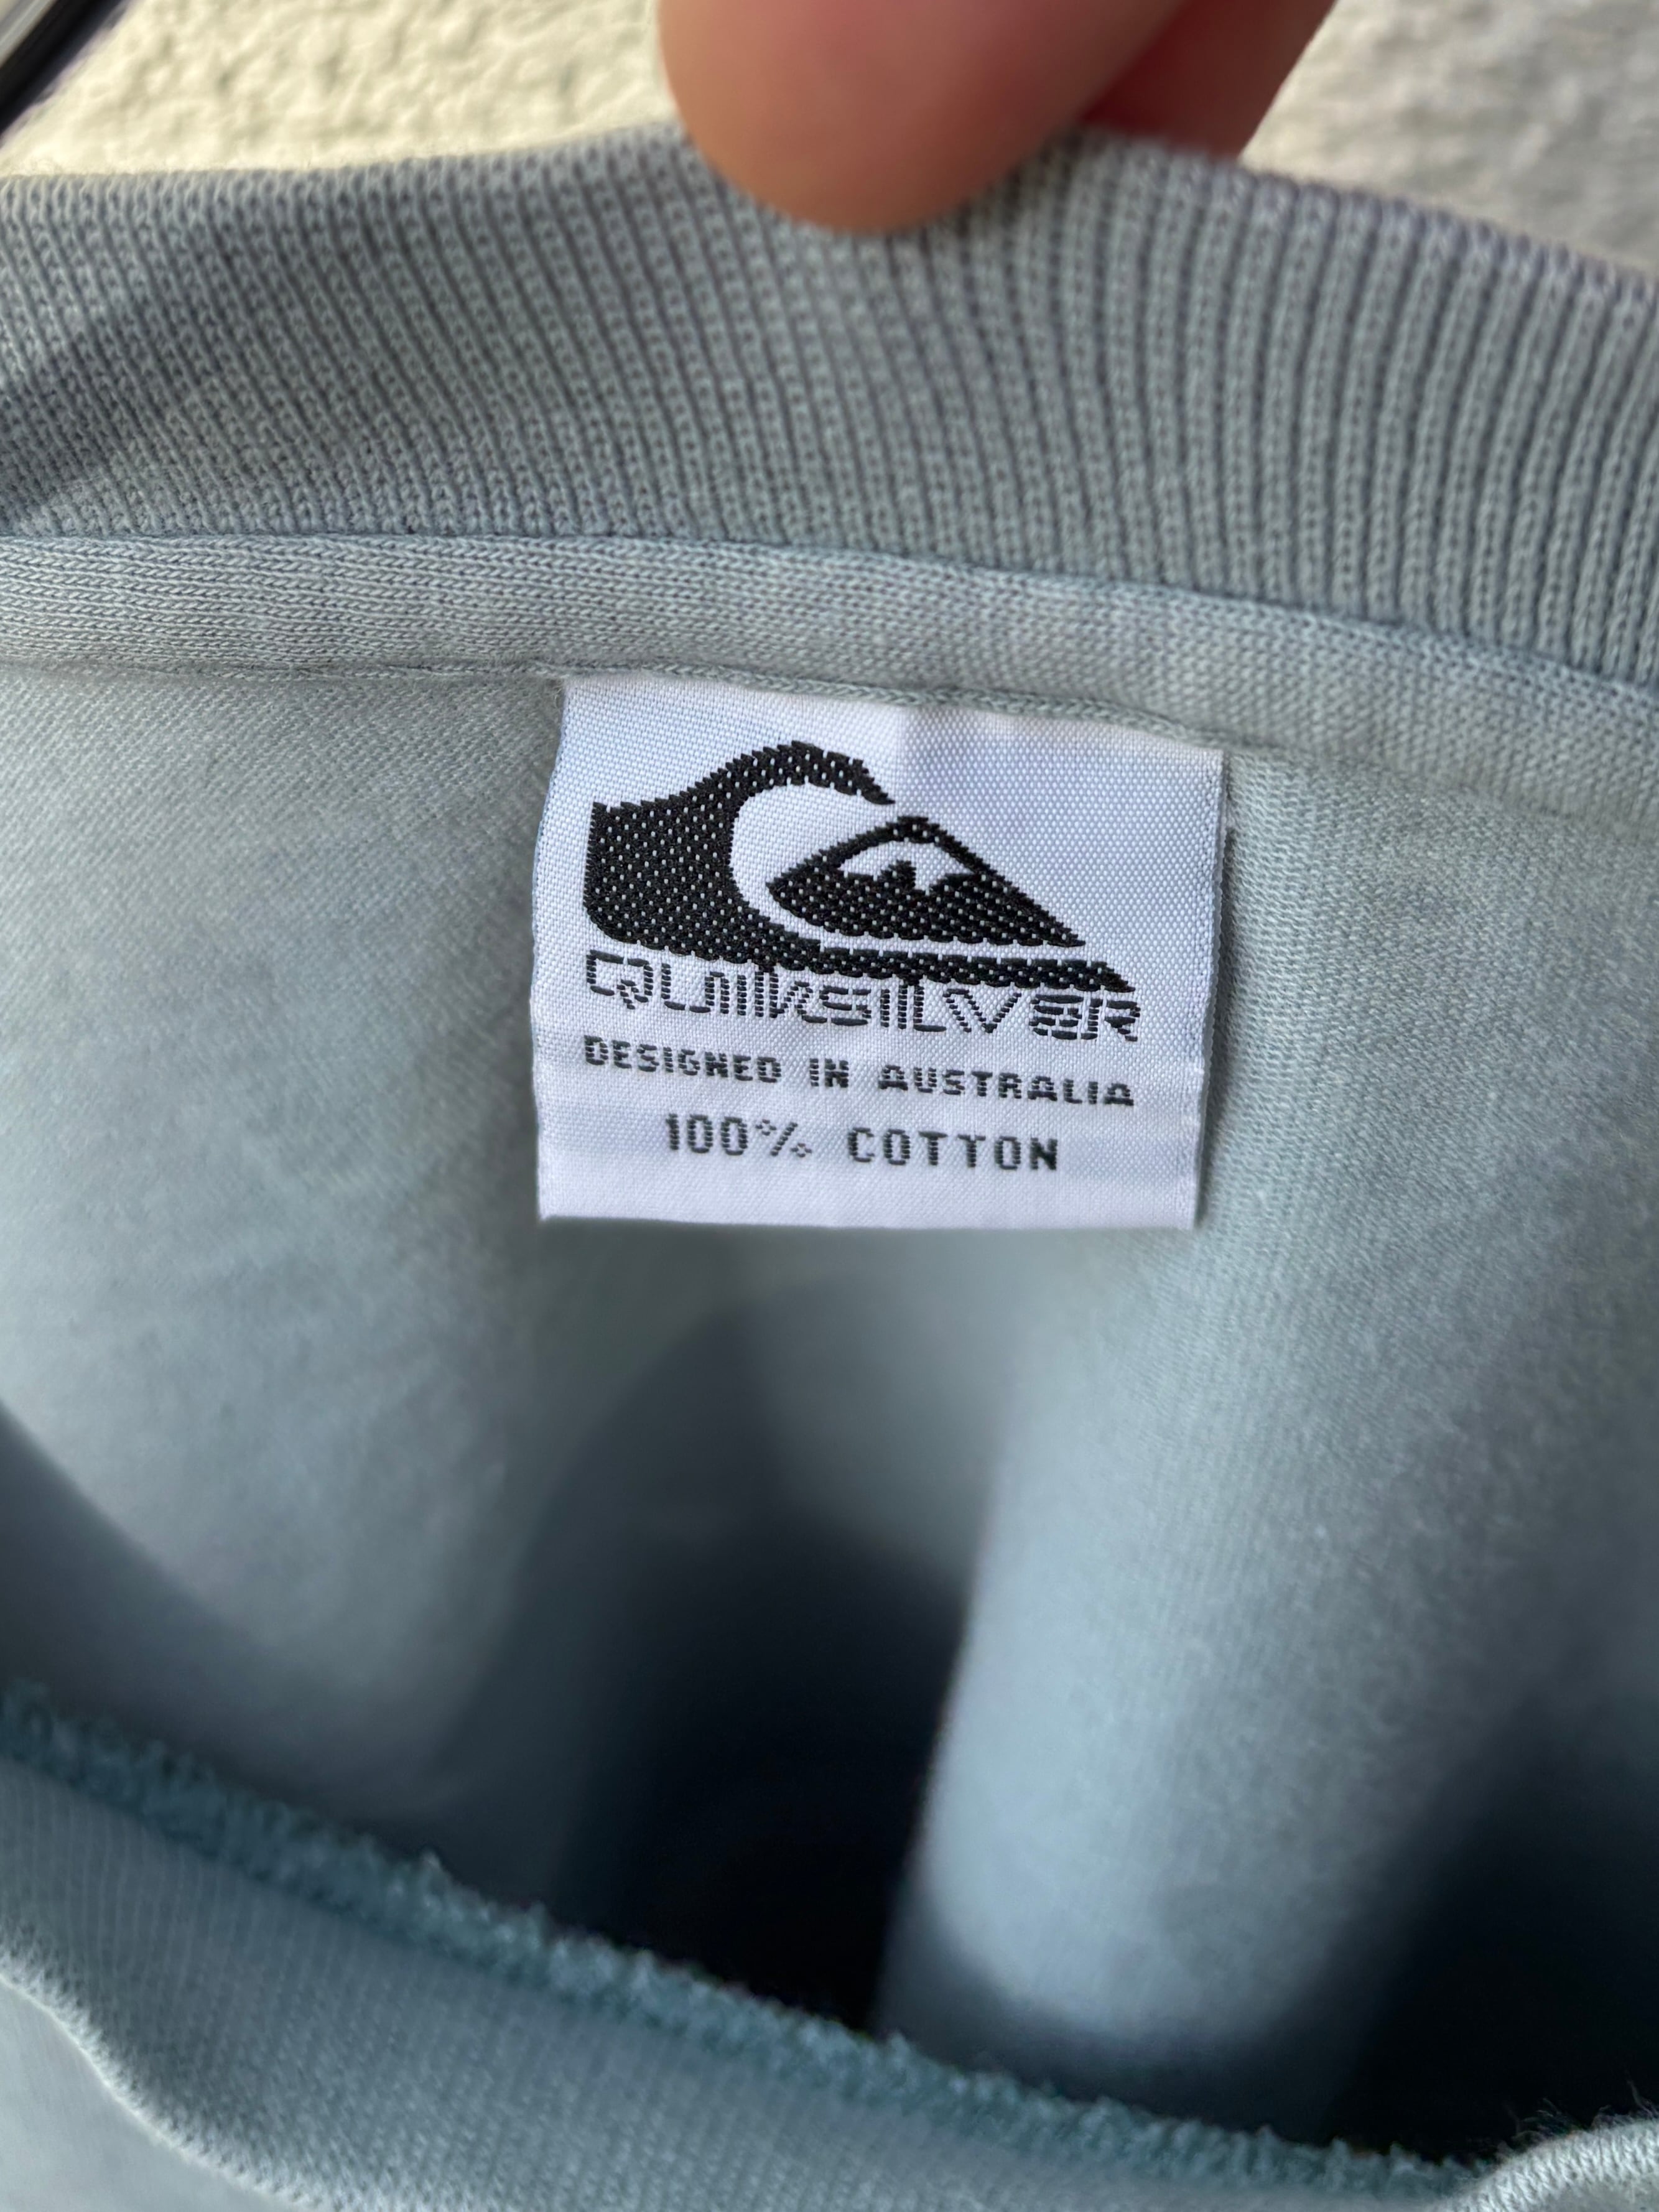 QUIKSILVER
DESIGNED IN AUSTRALIA
100% COTTON